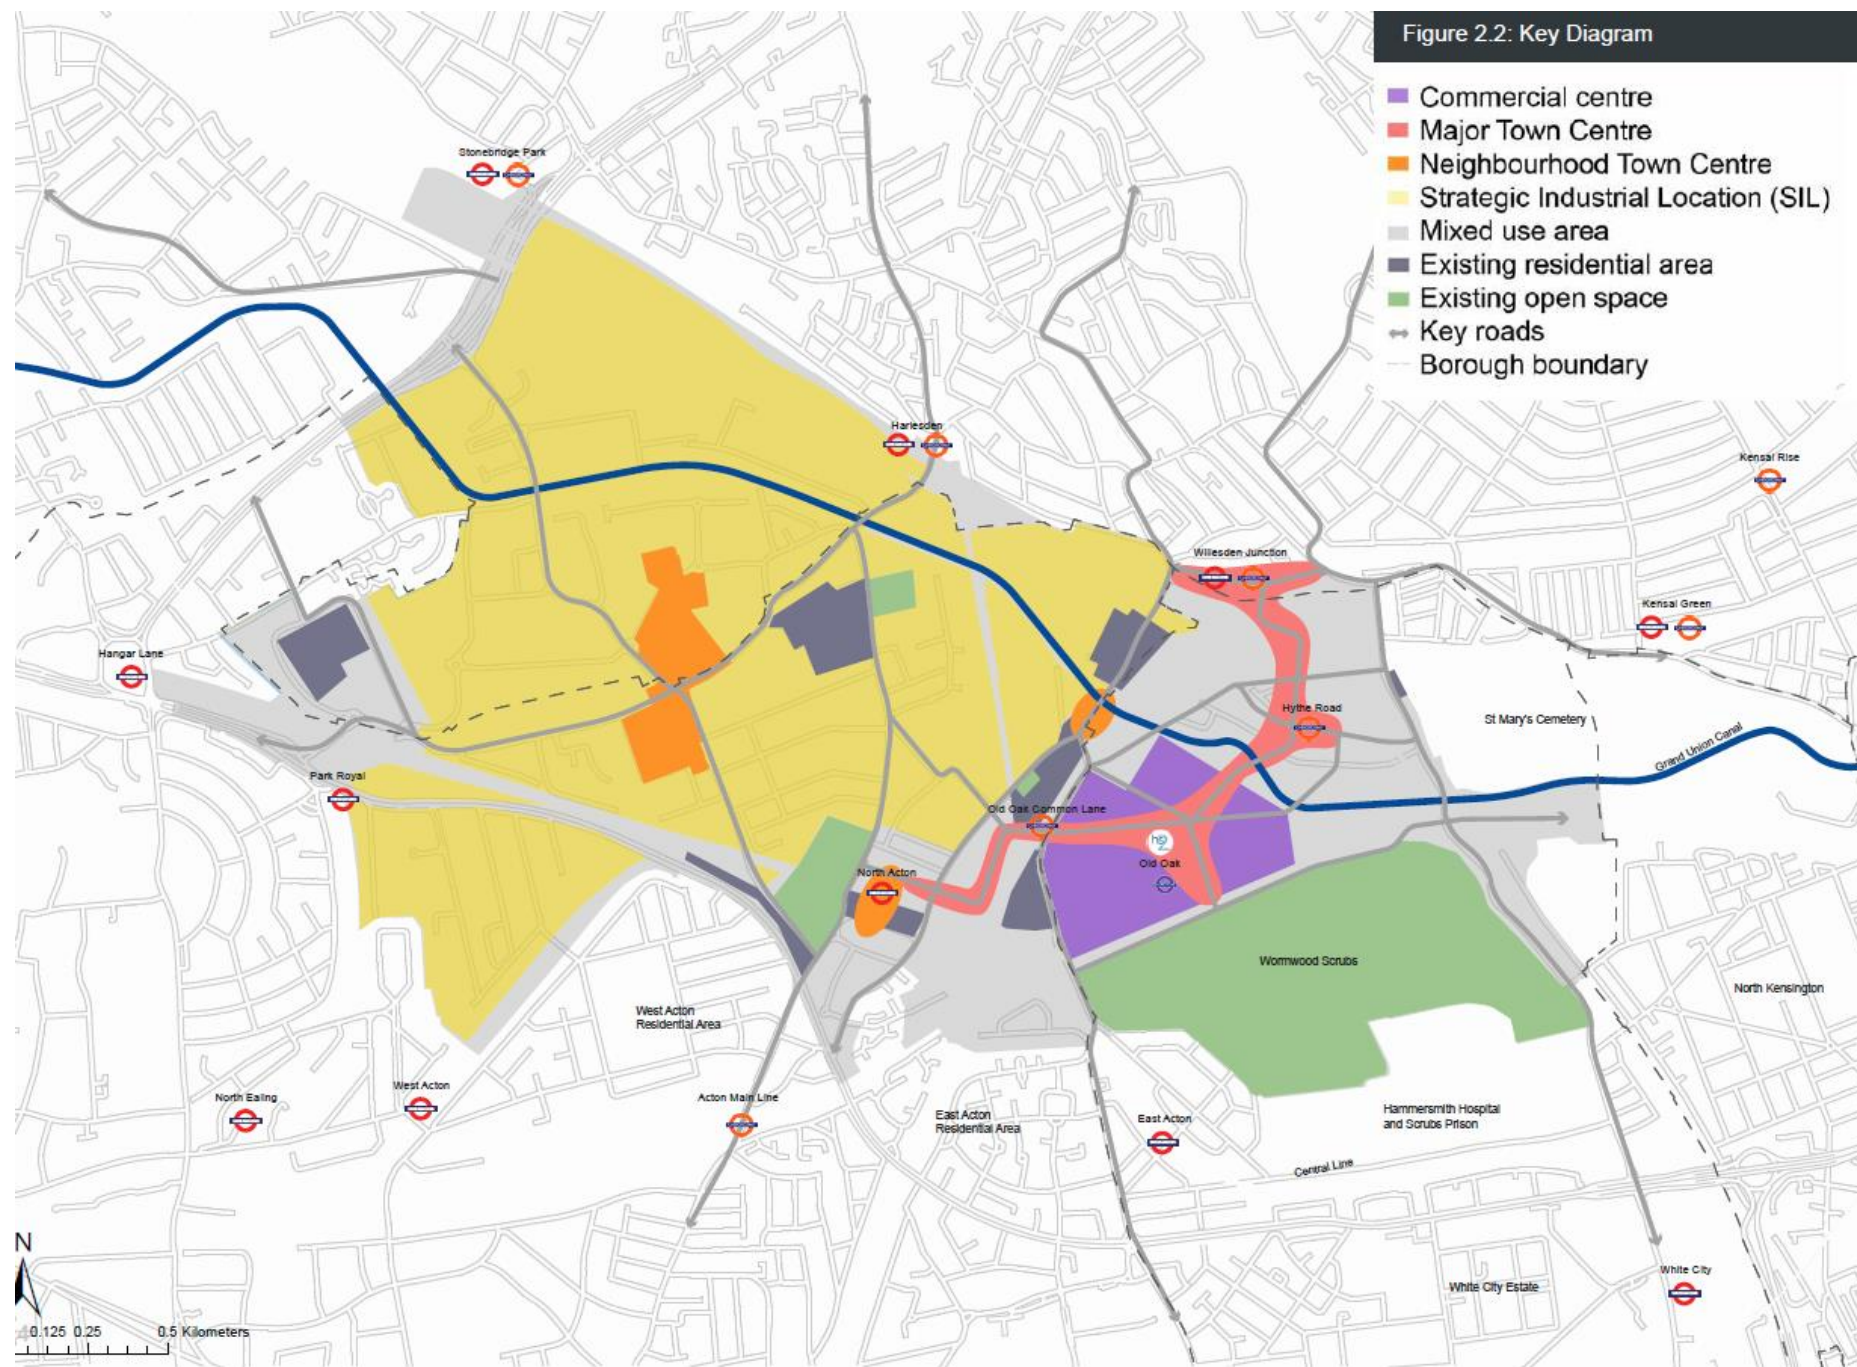 Figure 2.2: Key Diagram
Commercial centre
Major Town Centre
Neighbourhood Town Centre
Strategic Industrial Location (SIL)
Mixed use area
Existing residential area
Existing open space
Key roads
Borough boundary
Stonebridge Park
Harlesden
Kensal Rise
Willesden Junction
Kensal Green
Hangar Lane
Hythe Road
St Mary's Cemetery
Grand Union Canal
Park Royal
Old Oak Common Lane
hs2
Old Oak
North Acton
Wormwood Scrubs
North Kensington
West Acton
Residential Area
West Acton
North Ealing
Acton Main Line
East Acton
Residential Area
East Acton
Hammersmith Hospital
and Scrubs Prison
Central Line
White City
White City Estate
N
0.125 0.25 0.5 Kilometers